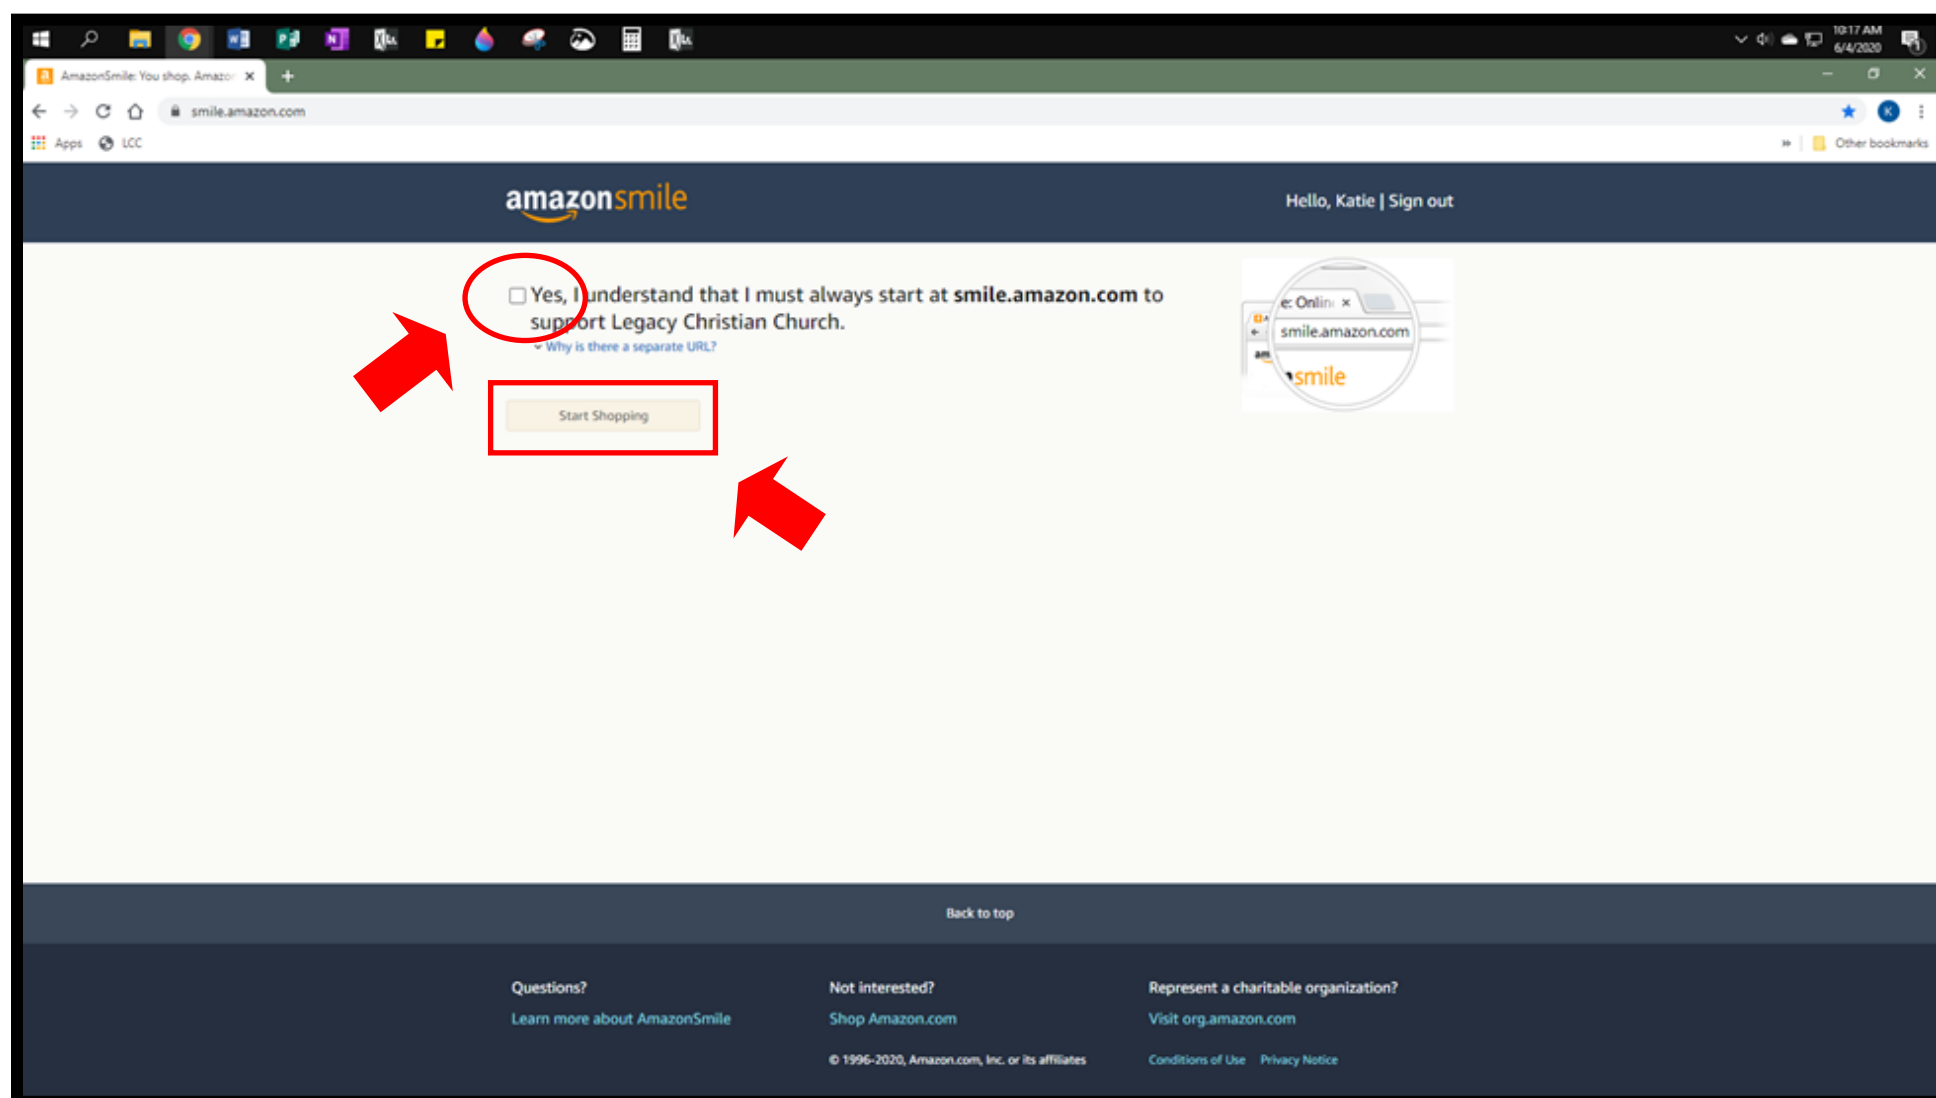 10:17 AM
6/4/2020
AmazonSmile: You shop. Amazo
smile.amazon.com
Apps LCC
Other bookmarks
amazonsmile
Hello, Katie | Sign out
Yes, I understand that I must always start at smile.amazon.com to
support Legacy Christian Church.
Why is there a separate URL?
e: Onlin
smile.amazon.com
am
smile
Start Shopping
Back to top
Questions?
Learn more about AmazonSmile
Not interested?
Shop Amazon.com
© 1996-2020, Amazon.com, Inc. or its affiliates
Represent a charitable organization?
Visit org.amazon.com
Conditions of Use Privacy Notice